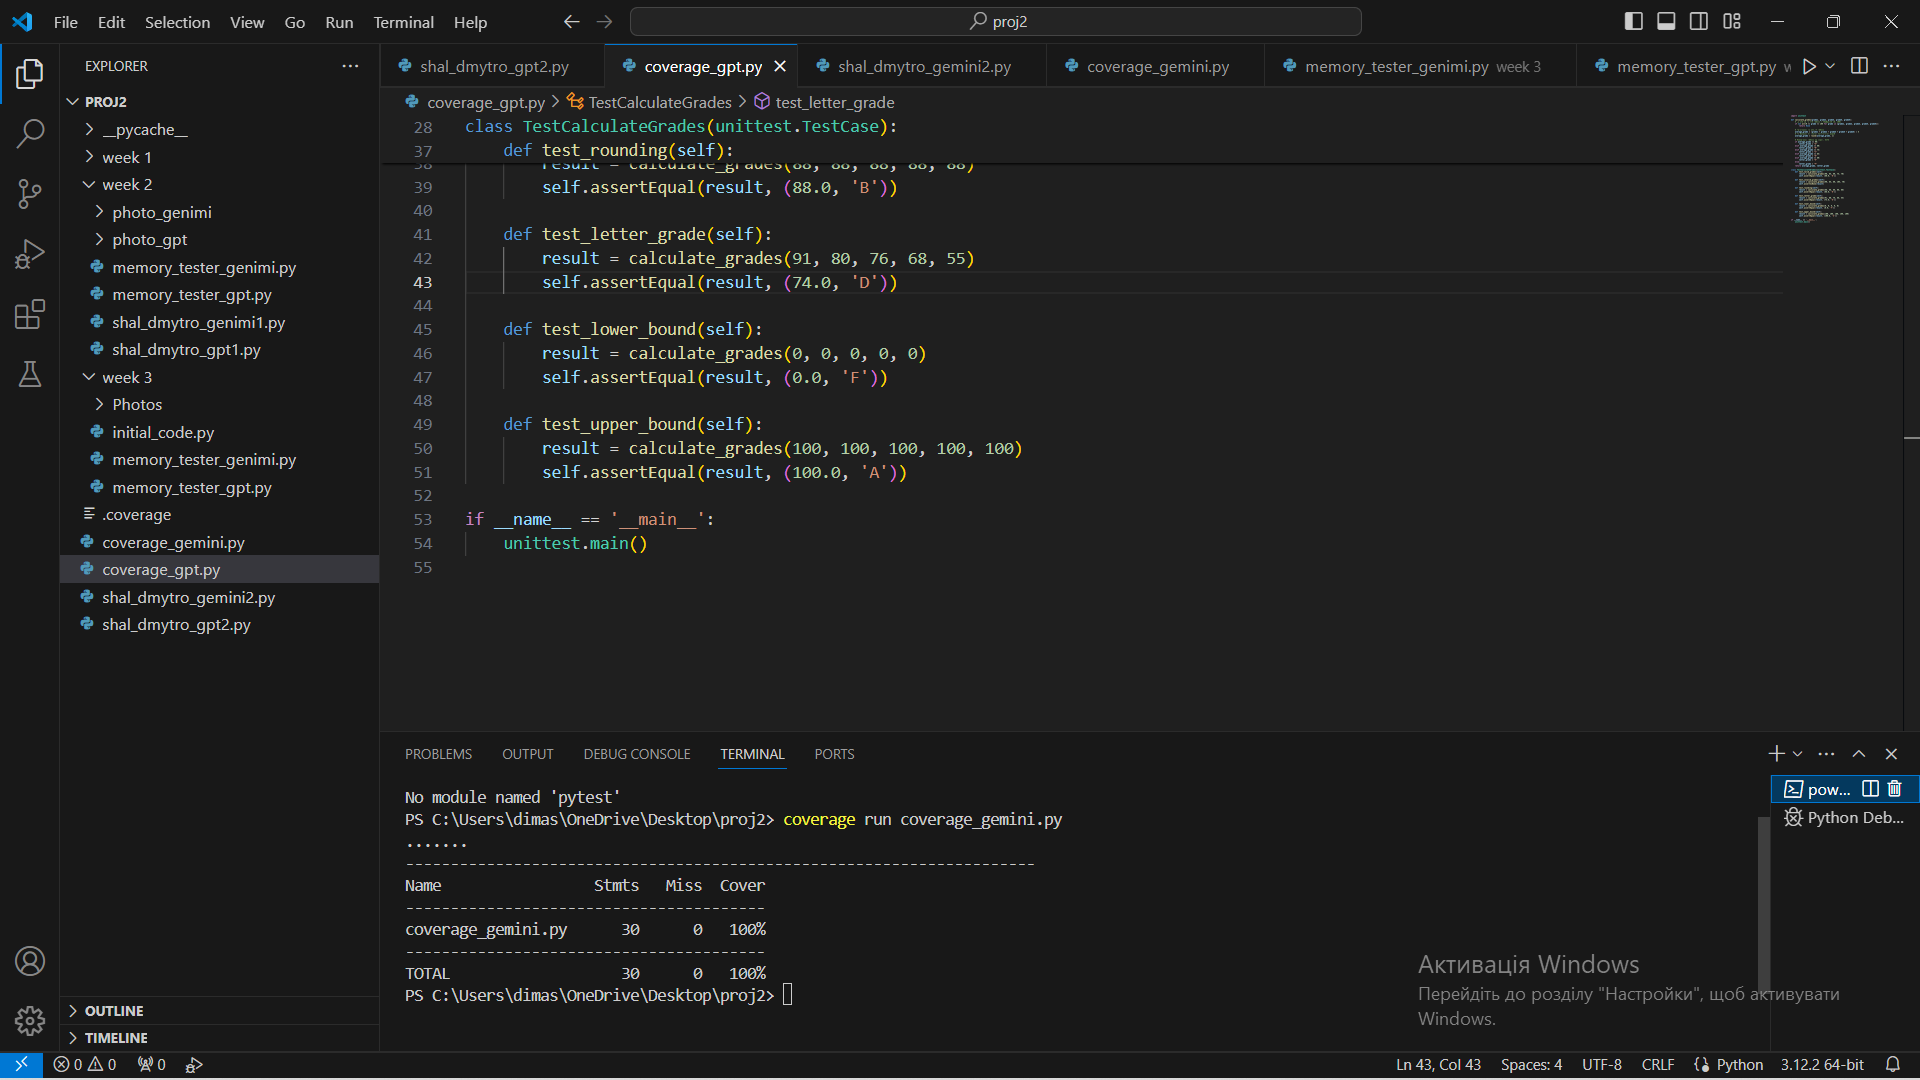 File Edit Selection View Go Run Terminal Help
proj2
EXPLORER
PROJ2
__pycache__
week 1
week 2
photo_genimi
photo_gpt
memory_tester_genimi.py
memory_tester_gpt.py
shal_dmytro_genimi1.py
shal_dmytro_gpt1.py
week 3
Photos
initial_code.py
memory_tester_genimi.py
memory_tester_gpt.py
.coverage
coverage_gemini.py
coverage_gpt.py
shal_dmytro_gemini2.py
shal_dmytro_gpt2.py
OUTLINE
TIMELINE
shal_dmytro_gpt2.py coverage_gpt.py shal_dmytro_gemini2.py coverage_gemini.py memory_tester_genimi.py week 3 memory_tester_gpt.py
coverage_gpt.py > TestCalculateGrades > test_letter_grade
28 class TestCalculateGrades(unittest.TestCase):
37 def test_rounding(self):
38 result = calculate_grades(88, 88, 88, 88, 88)
39 self.assertEqual(result, (88.0, 'B'))
40
41 def test_letter_grade(self):
42 result = calculate_grades(91, 80, 76, 68, 55)
43 self.assertEqual(result, (74.0, 'D'))
44
45 def test_lower_bound(self):
46 result = calculate_grades(0, 0, 0, 0, 0)
47 self.assertEqual(result, (0.0, 'F'))
48
49 def test_upper_bound(self):
50 result = calculate_grades(100, 100, 100, 100, 100)
51 self.assertEqual(result, (100.0, 'A'))
52
53 if __name__ == '__main__':
54 unittest.main()
55
PROBLEMS OUTPUT DEBUG CONSOLE TERMINAL PORTS
No module named 'pytest'
PS C:\Users\dimas\OneDrive\Desktop\proj2> coverage run coverage_gemini.py
.......
----------------------------------------------------------------------
Name Stmts Miss Cover
----------------------------------------
coverage_gemini.py 30 0 100%
----------------------------------------
TOTAL 30 0 100%
PS C:\Users\dimas\OneDrive\Desktop\proj2>
pow...
Python Deb...
Активація Windows
Перейдіть до розділу "Настройки", щоб активувати
Windows.
0 0 0
Ln 43, Col 43 Spaces: 4 UTF-8 CRLF Python 3.12.2 64-bit